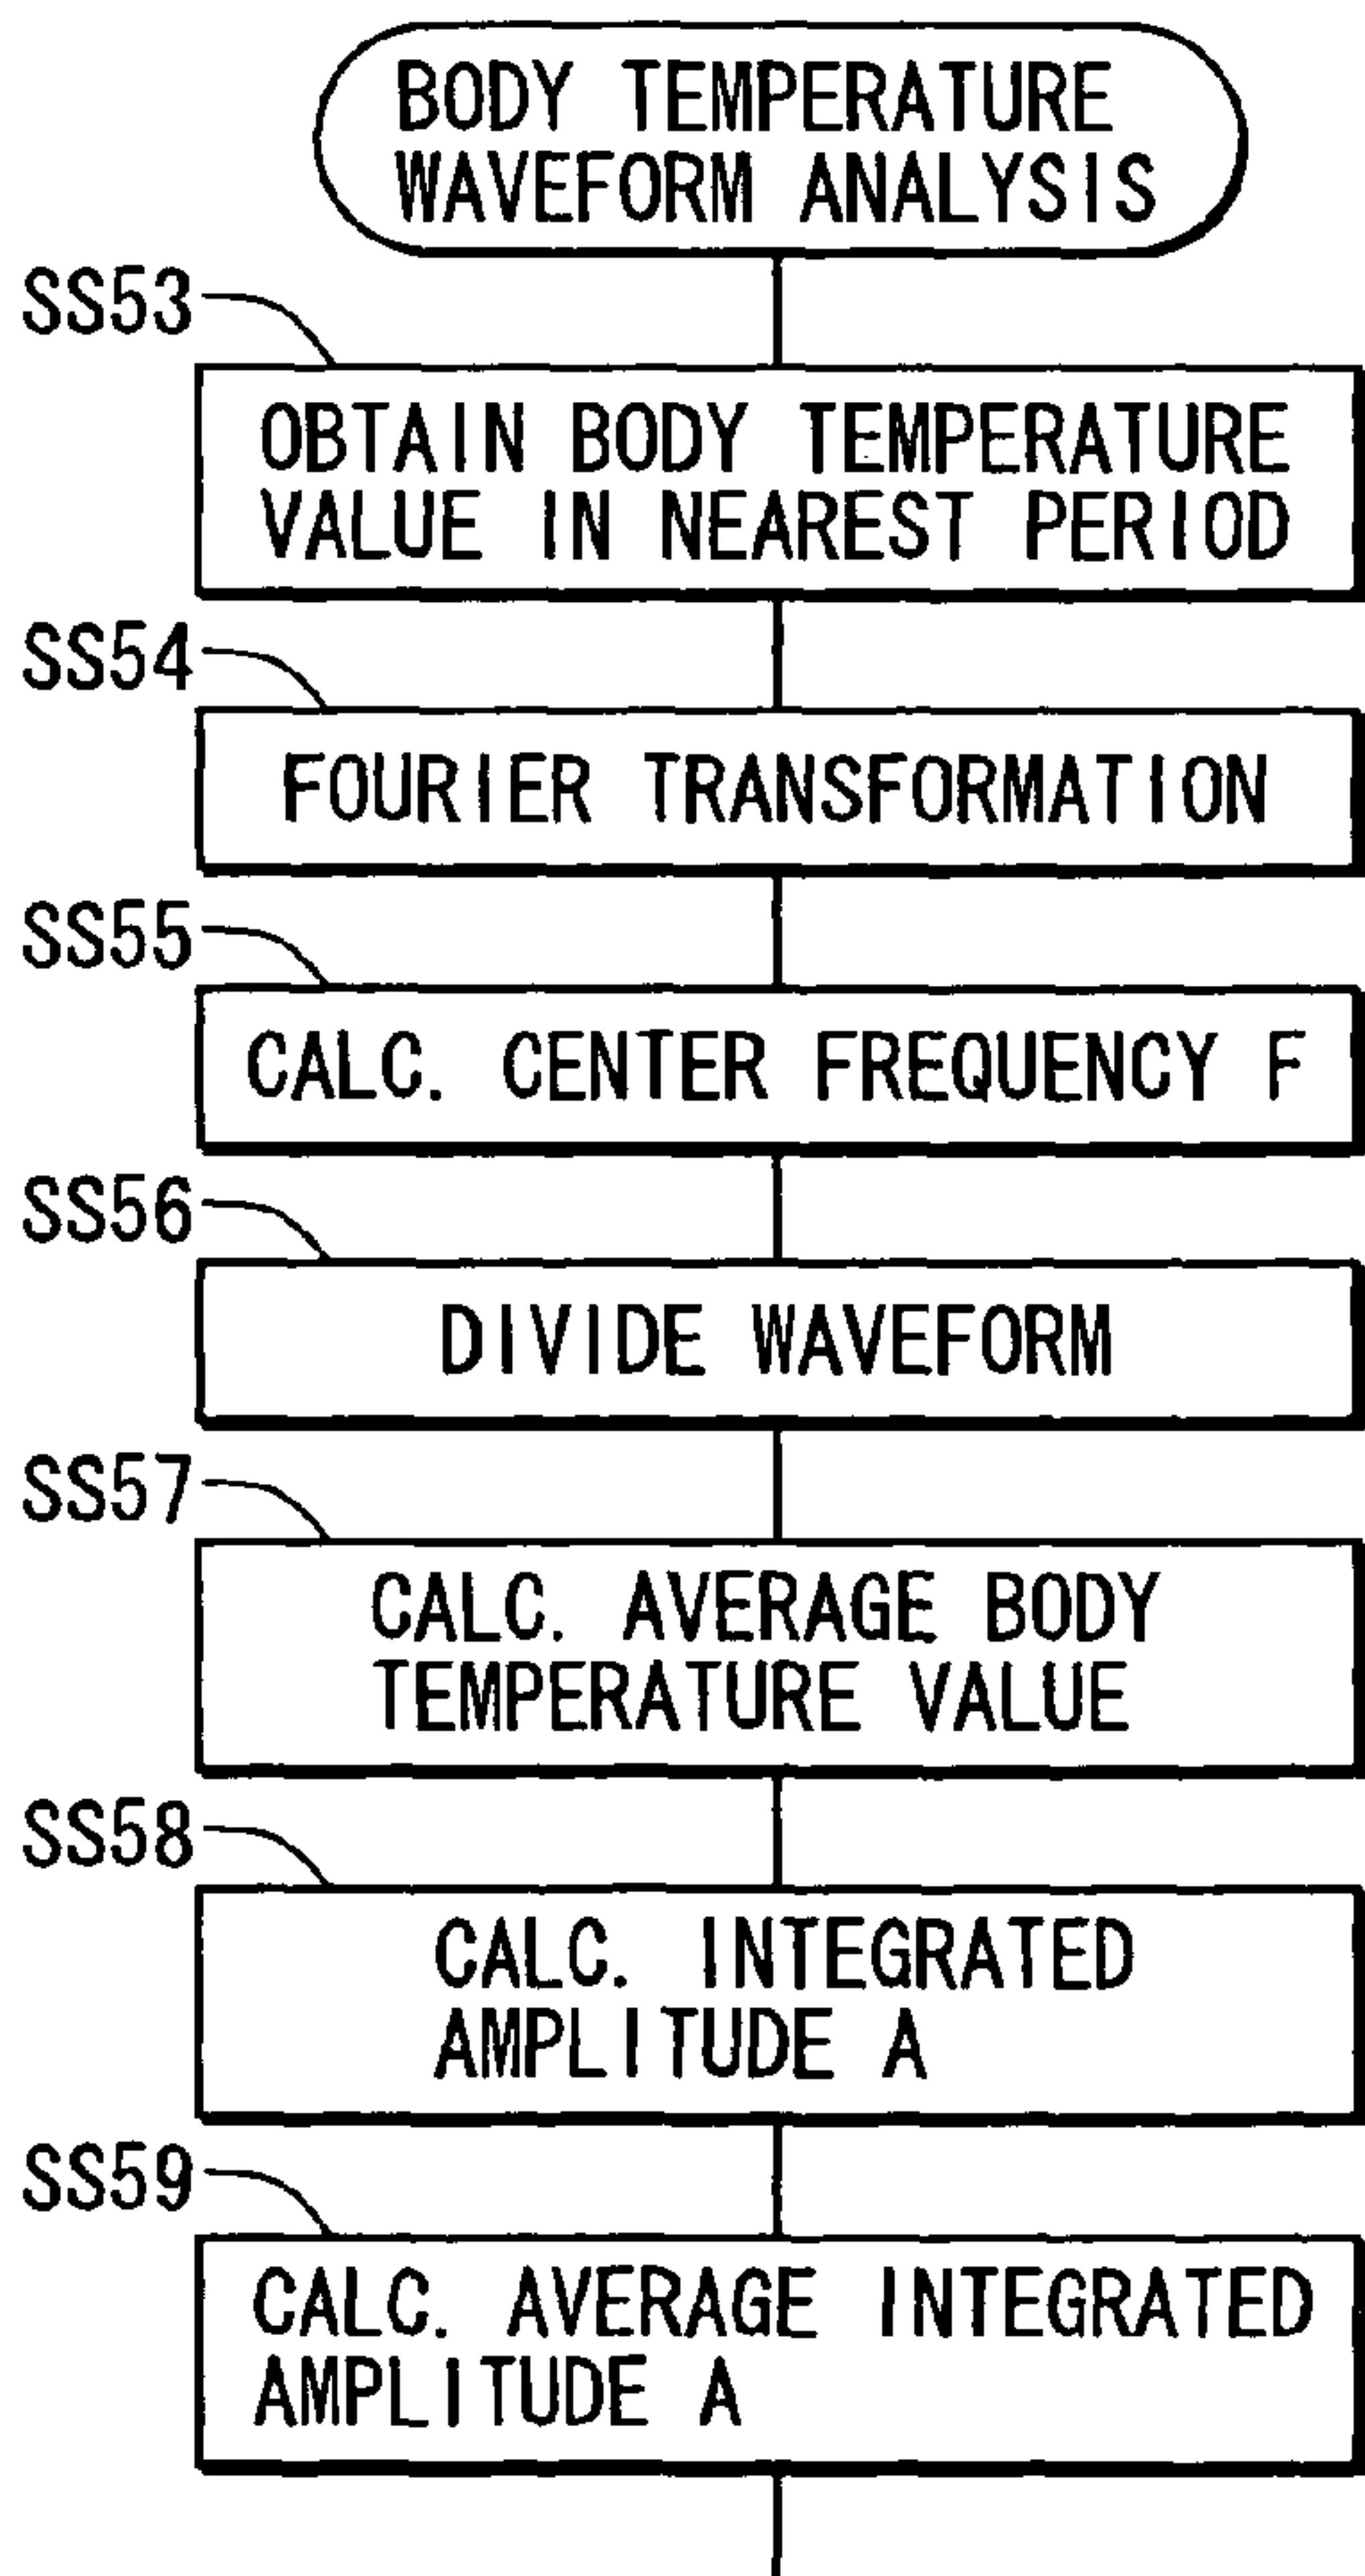 BODY TEMPERATURE
WAVEFORM ANALYSIS
SS53
OBTAIN BODY TEMPERATURE
VALUE IN NEAREST PERIOD
SS54
FOURIER TRANSFORMATION
SS55
CALC. CENTER FREQUENCY F
SS56
DIVIDE WAVEFORM
SS57
CALC. AVERAGE BODY
TEMPERATURE VALUE
SS58
CALC. INTEGRATED
AMPLITUDE A
SS59
CALC. AVERAGE INTEGRATED
AMPLITUDE A